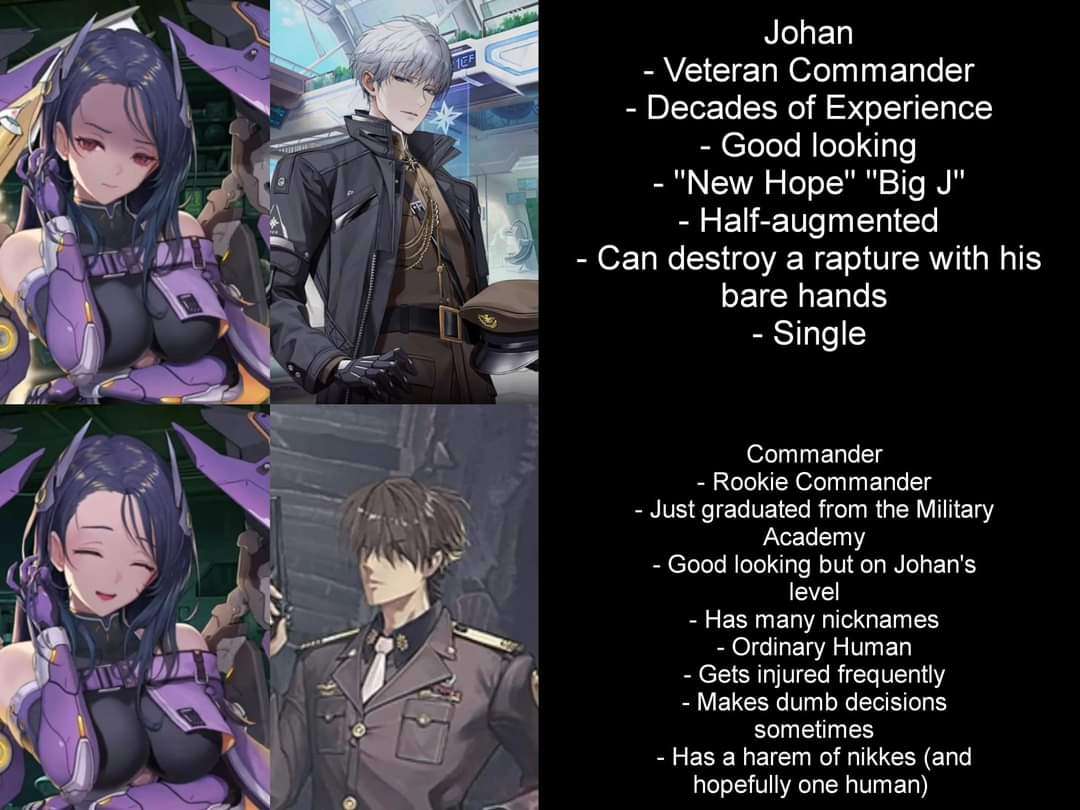 Johan
- Veteran Commander
- Decades of Experience
- Good looking
- "New Hope" "Big J"
- Half-augmented
- Can destroy a rapture with his
bare hands
- Single
Commander
- Rookie Commander
- Just graduated from the Military
Academy
- Good looking but on Johan's
level
- Has many nicknames
- Ordinary Human
- Gets injured frequently
- Makes dumb decisions
sometimes
- Has a harem of nikkes (and
hopefully one human)